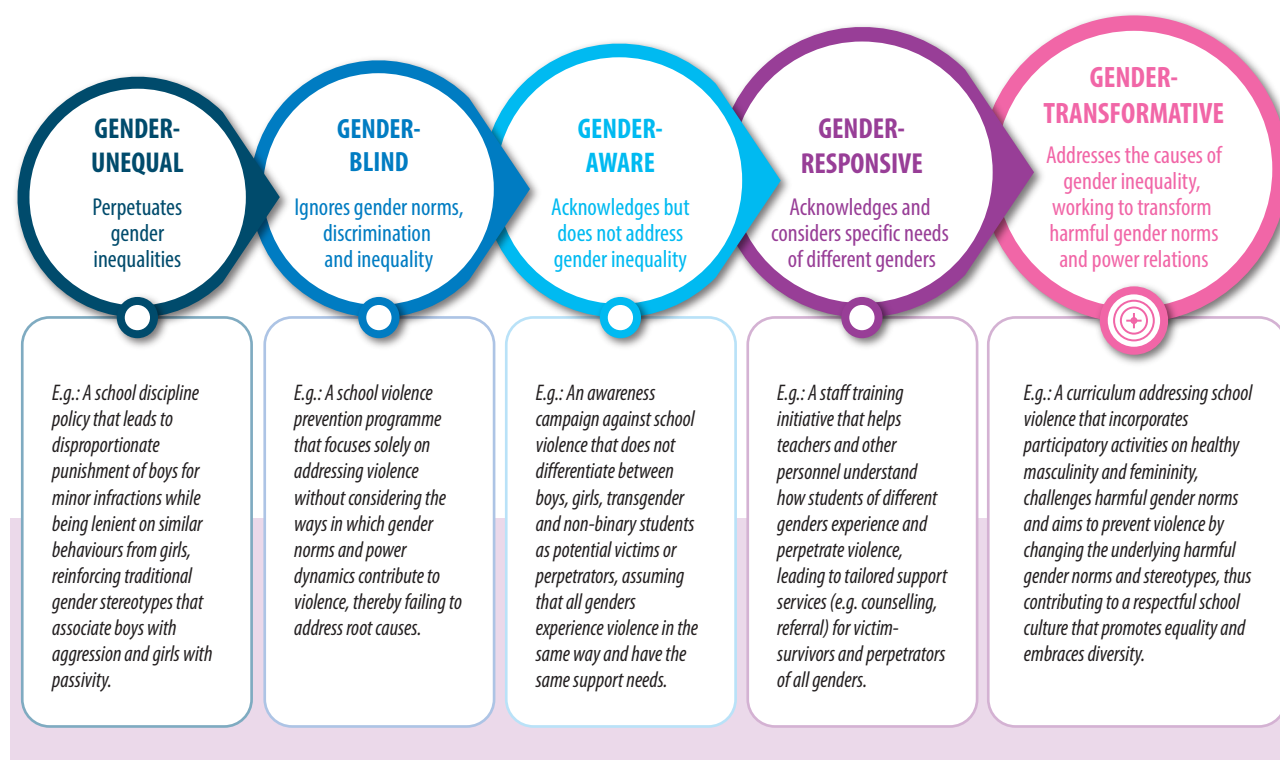 GENDER-
UNEQUAL
Perpetuates
gender
inequalities
GENDER-
BLIND
Ignores gender norms,
discrimination
and inequality
GENDER-
AWARE
Acknowledges but
does not address
gender inequality
GENDER-
RESPONSIVE
Acknowledges and
considers specific needs
of different genders
GENDER-
TRANSFORMATIVE
Addresses the causes of
gender inequality,
working to transform
harmful gender norms
and power relations
E.g.: A school discipline
policy that leads to
disproportionate
punishment of boys for
minor infractions while
being lenient on similar
behaviours from girls,
reinforcing traditional
gender stereotypes that
associate boys with
aggression and girls with
passivity.
E.g.: A school violence
prevention programme
that focuses solely on
addressing violence
without considering the
ways in which gender
norms and power
dynamics contribute to
violence, thereby failing to
address root causes.
E.g.: An awareness
campaign against school
violence that does not
differentiate between
boys, girls, transgender
and non-binary students
as potential victims or
perpetrators, assuming
that all genders
experience violence in the
same way and have the
same support needs.
E.g.: A staff training
initiative that helps
teachers and other
personnel understand
how students of different
genders experience and
perpetrate violence,
leading to tailored support
services (e.g. counselling,
referral) for victim-
survivors and perpetrators
of all genders.
E.g.: A curriculum addressing school
violence that incorporates
participatory activities on healthy
masculinity and femininity,
challenges harmful gender norms
and aims to prevent violence by
changing the underlying harmful
gender norms and stereotypes, thus
contributing to a respectful school
culture that promotes equality and
embraces diversity.